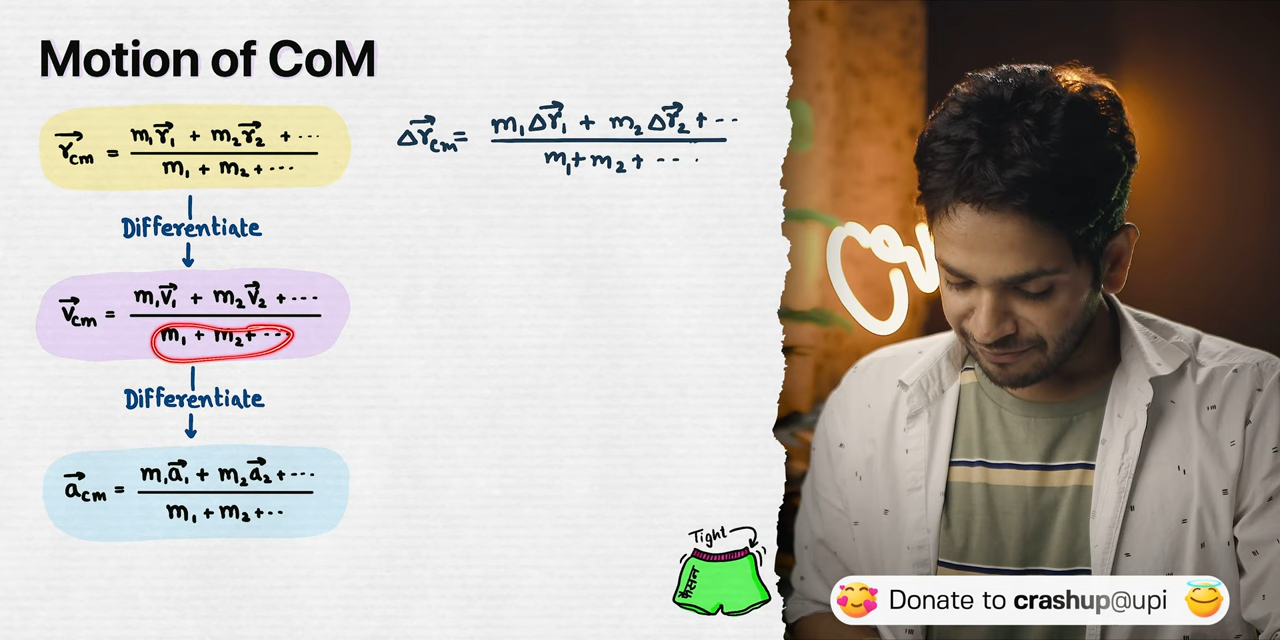 Motion of CoM
r⃗cm = (m₁r⃗₁ + m₂r⃗₂ + ···) / (m₁ + m₂ + ···)
Δr⃗cm = (m₁Δr⃗₁ + m₂Δr⃗₂ + ···) / (m₁ + m₂ + ···)
Differentiate
v⃗cm = (m₁v⃗₁ + m₂v⃗₂ + ···) / (m₁ + m₂ + ···)
Differentiate
a⃗cm = (m₁a⃗₁ + m₂a⃗₂ + ···) / (m₁ + m₂ + ··)
Tight
Donate to crashup@upi